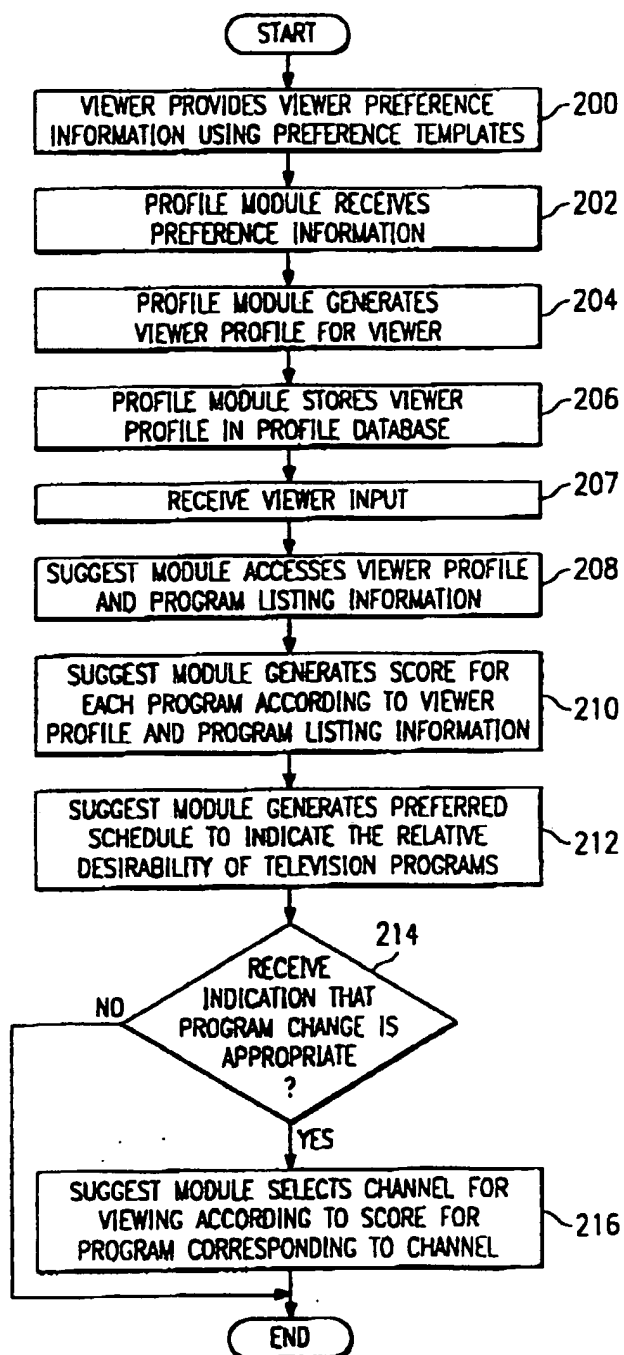 START
VIEWER PROVIDES VIEWER PREFERENCE
INFORMATION USING PREFERENCE TEMPLATES
200
PROFILE MODULE RECEIVES
PREFERENCE INFORMATION
202
PROFILE MODULE GENERATES
VIEWER PROFILE FOR VIEWER
204
PROFILE MODULE STORES VIEWER
PROFILE IN PROFILE DATABASE
206
RECEIVE VIEWER INPUT
207
SUGGEST MODULE ACCESSES VIEWER PROFILE
AND PROGRAM LISTING INFORMATION
208
SUGGEST MODULE GENERATES SCORE FOR
EACH PROGRAM ACCORDING TO VIEWER
PROFILE AND PROGRAM LISTING INFORMATION
210
SUGGEST MODULE GENERATES PREFERRED
SCHEDULE TO INDICATE THE RELATIVE
DESIRABILITY OF TELEVISION PROGRAMS
212
214
RECEIVE
INDICATION THAT
PROGRAM CHANGE IS
APPROPRIATE
?
NO
YES
SUGGEST MODULE SELECTS CHANNEL FOR
VIEWING ACCORDING TO SCORE FOR
PROGRAM CORRESPONDING TO CHANNEL
216
END